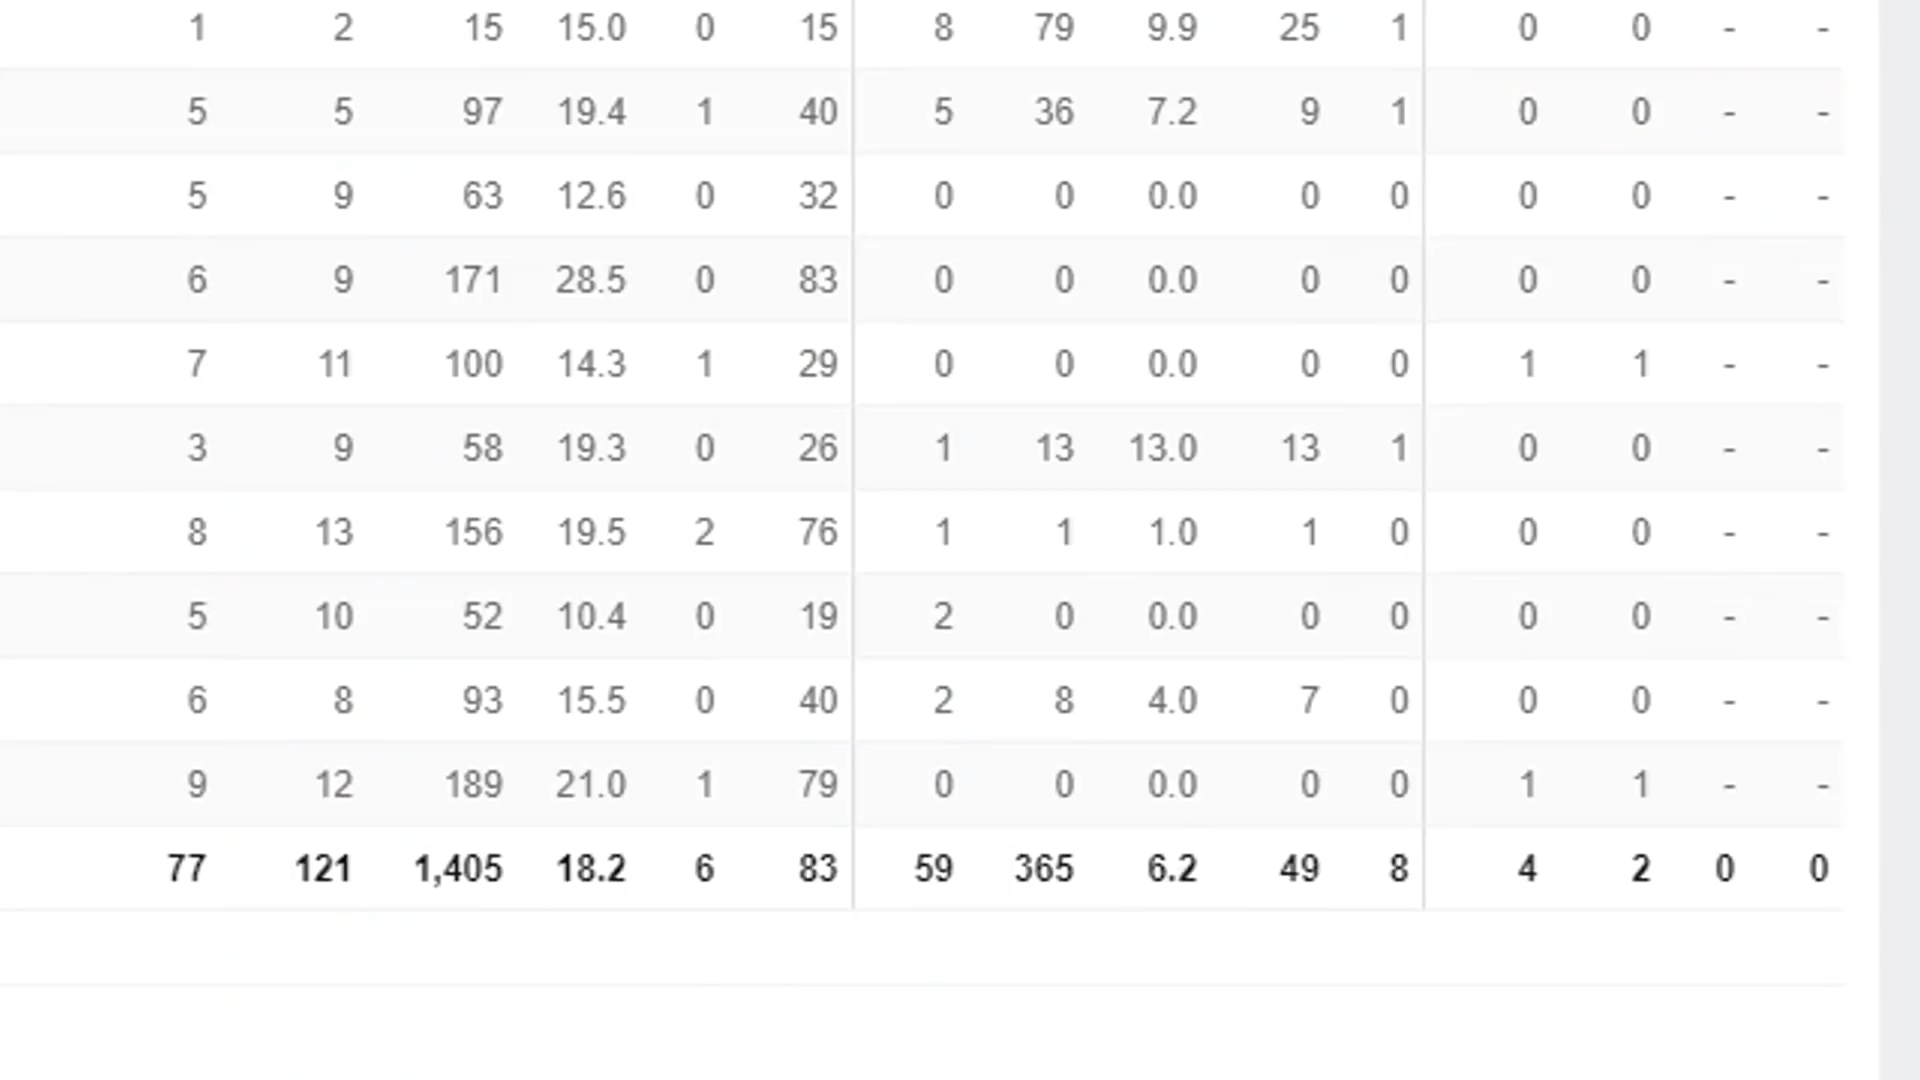 1 2 15 15.0 0 15 8 79 9.9 25 1 0 0 - -
5 5 97 19.4 1 40 5 36 7.2 9 1 0 0 - -
5 9 63 12.6 0 32 0 0 0.0 0 0 0 0 - -
6 9 171 28.5 0 83 0 0 0.0 0 0 0 0 - -
7 11 100 14.3 1 29 0 0 0.0 0 0 1 1 - -
3 9 58 19.3 0 26 1 13 13.0 13 1 0 0 - -
8 13 156 19.5 2 76 1 1 1.0 1 0 0 0 - -
5 10 52 10.4 0 19 2 0 0.0 0 0 0 0 - -
6 8 93 15.5 0 40 2 8 4.0 7 0 0 0 - -
9 12 189 21.0 1 79 0 0 0.0 0 0 1 1 - -
77 121 1,405 18.2 6 83 59 365 6.2 49 8 4 2 0 0